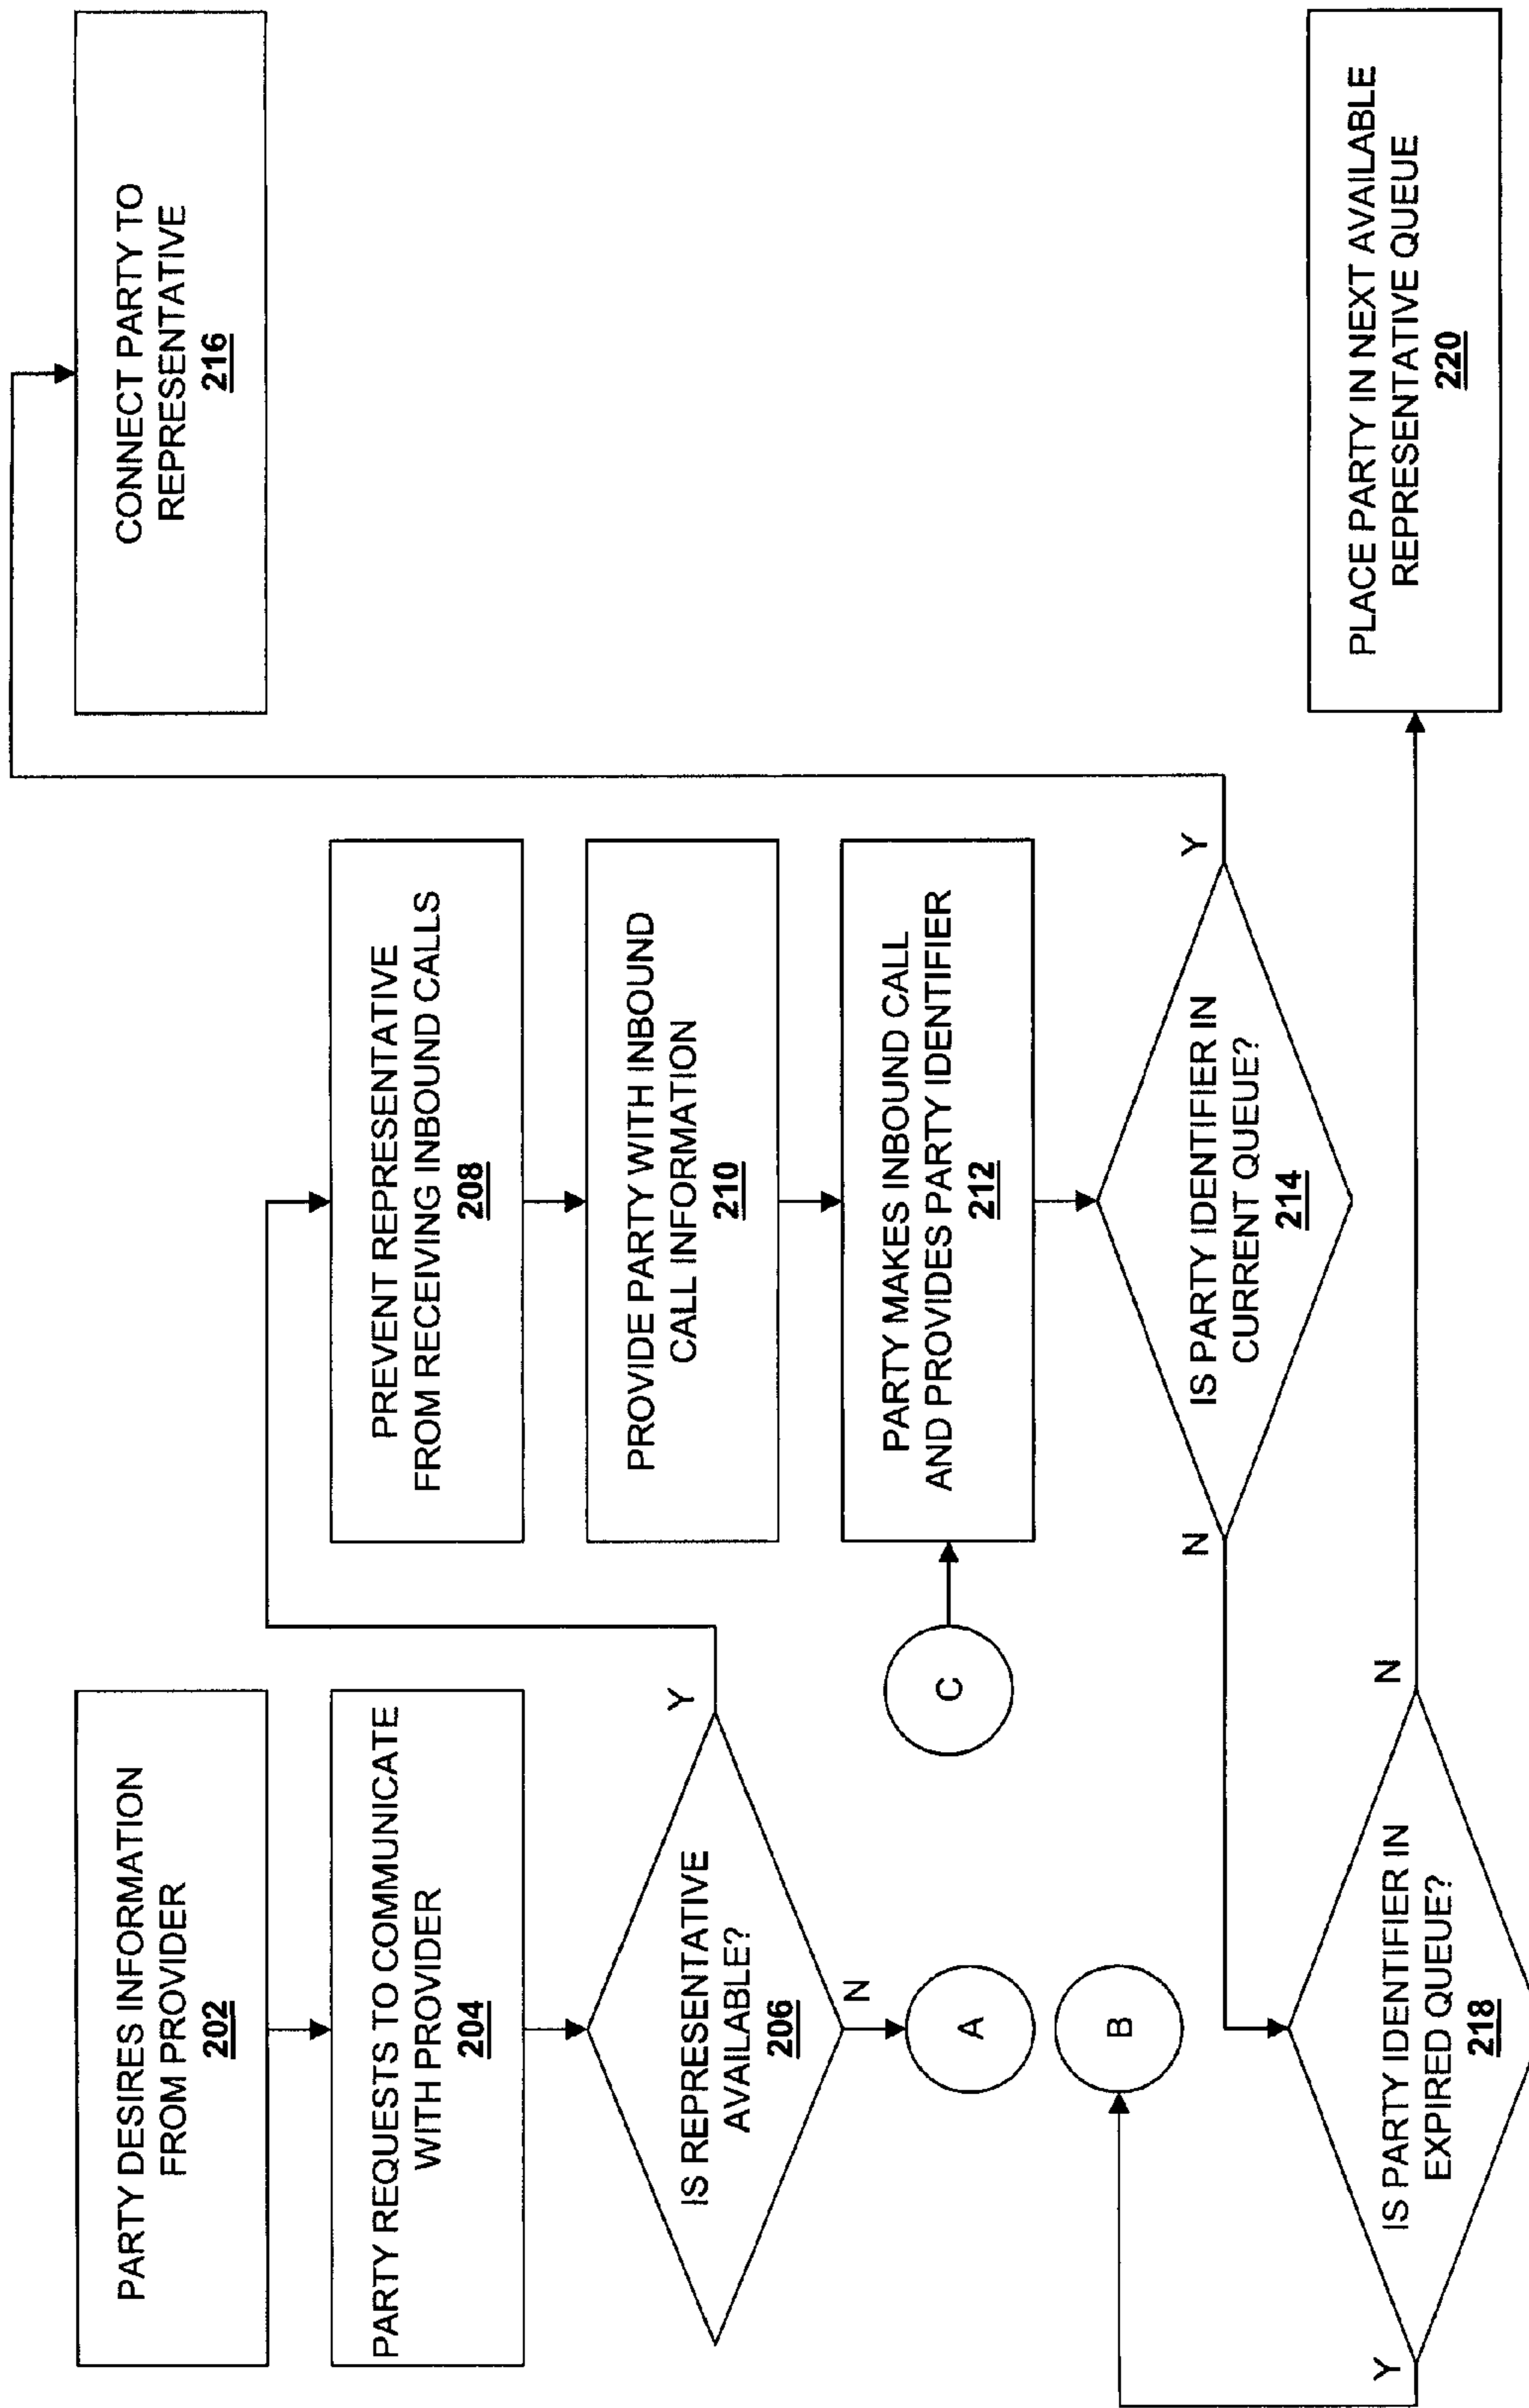 PARTY DESIRES INFORMATION
FROM PROVIDER
202
PARTY REQUESTS TO COMMUNICATE
WITH PROVIDER
204
IS REPRESENTATIVE
AVAILABLE?
206
Y
N
A
B
PREVENT REPRESENTATIVE
FROM RECEIVING INBOUND CALLS
208
PROVIDE PARTY WITH INBOUND
CALL INFORMATION
210
C
PARTY MAKES INBOUND CALL
AND PROVIDES PARTY IDENTIFIER
212
IS PARTY IDENTIFIER IN
CURRENT QUEUE?
214
N
Y
CONNECT PARTY TO
REPRESENTATIVE
216
IS PARTY IDENTIFIER IN
EXPIRED QUEUE?
218
Y
N
PLACE PARTY IN NEXT AVAILABLE
REPRESENTATIVE QUEUE
220